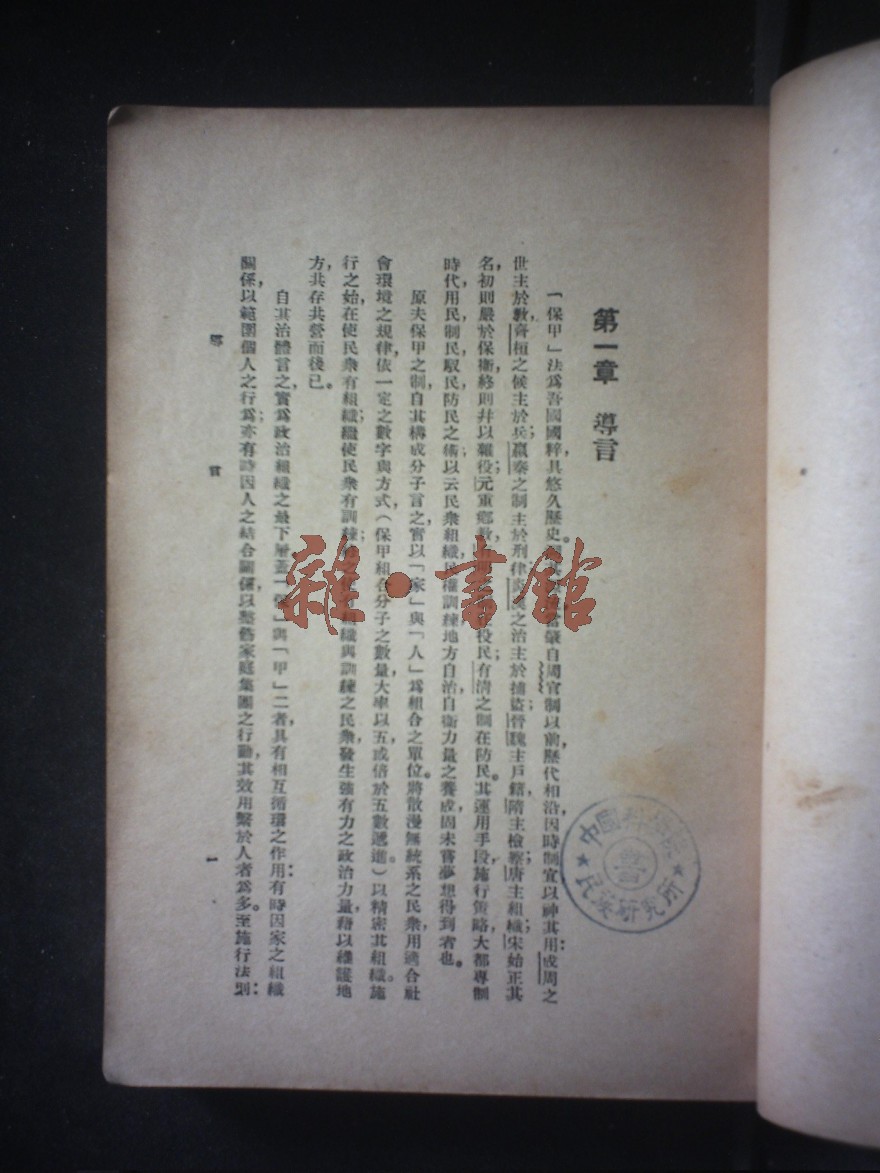 第一章　導言
「保甲」法爲吾國國粹，具悠久歷史。肇自周官制以前，歷代相沿，因時制宜，以神其用：成周之
世主於教；齊桓之候主於兵；嬴秦之制主於刑律；之治主於捕盜；晉魏主戶籍；隋主檢察；唐主組織；宋始正其
名，初則嚴於保衛，終則幷以雜役；元重鄉教；役民；有清之制在防民。其運用手段，施行策略，大都專制
時代用民制民馭民防民之術；以云民衆組織，民權訓練，地方自治自衛力量之養成，固未嘗夢想得到者也。
原夫保甲之制，自其構成分子言之，實以「家」與「人」爲組合之單位。將散漫無統系之民衆，用適合社
會環境之規律，依一定之數字與方式，（保甲組合分子之數量，大率以五或倍於五數遞進。）以精密其組織。施
行之始，在使民衆有組織；繼使民衆有訓練；組織與訓練之民衆，發生強有力之政治力量，藉以維護地
方，共存共營而後已。
自其治體言之，實爲政治組織之最下層。蓋「保」與「甲」二者，具有相互循環之作用：有時因家之組織
關係，以範圍個人之行爲；亦有時因人之結合關係，以整飭家庭集團之行動，其效用繫於人者爲多。至施行法則：
導言
一
雜·書館
中國科學院
民族研究所